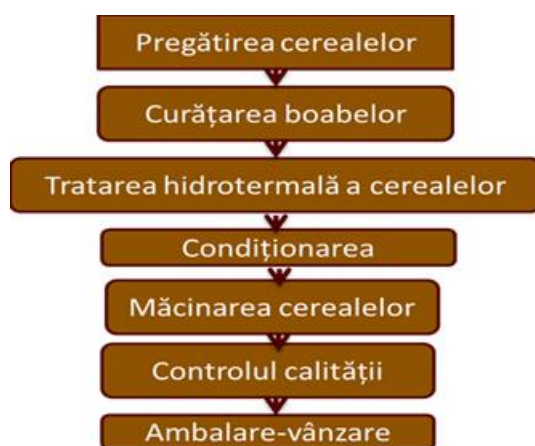 Pregătirea cerealelor
Curățarea boabelor
Tratarea hidrotermală a cerealelor
Condiționarea
Măcinarea cerealelor
Controlul calității
Ambalare-vânzare